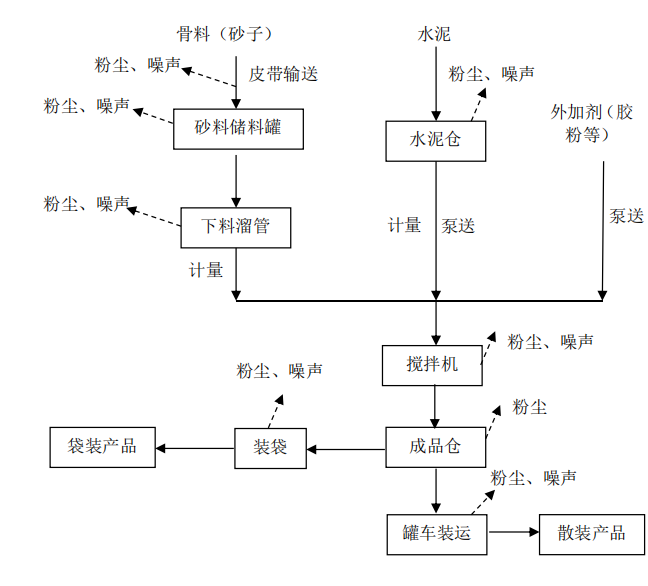 骨料（砂子）
水泥
粉尘、噪声
皮带输送
粉尘、噪声
粉尘、噪声
外加剂（胶
粉等）
砂料储料罐
水泥仓
粉尘、噪声
下料溜管
计量
泵送
泵送
计量
搅拌机
粉尘、噪声
粉尘、噪声
粉尘
袋装产品
装袋
成品仓
粉尘、噪声
罐车装运
散装产品